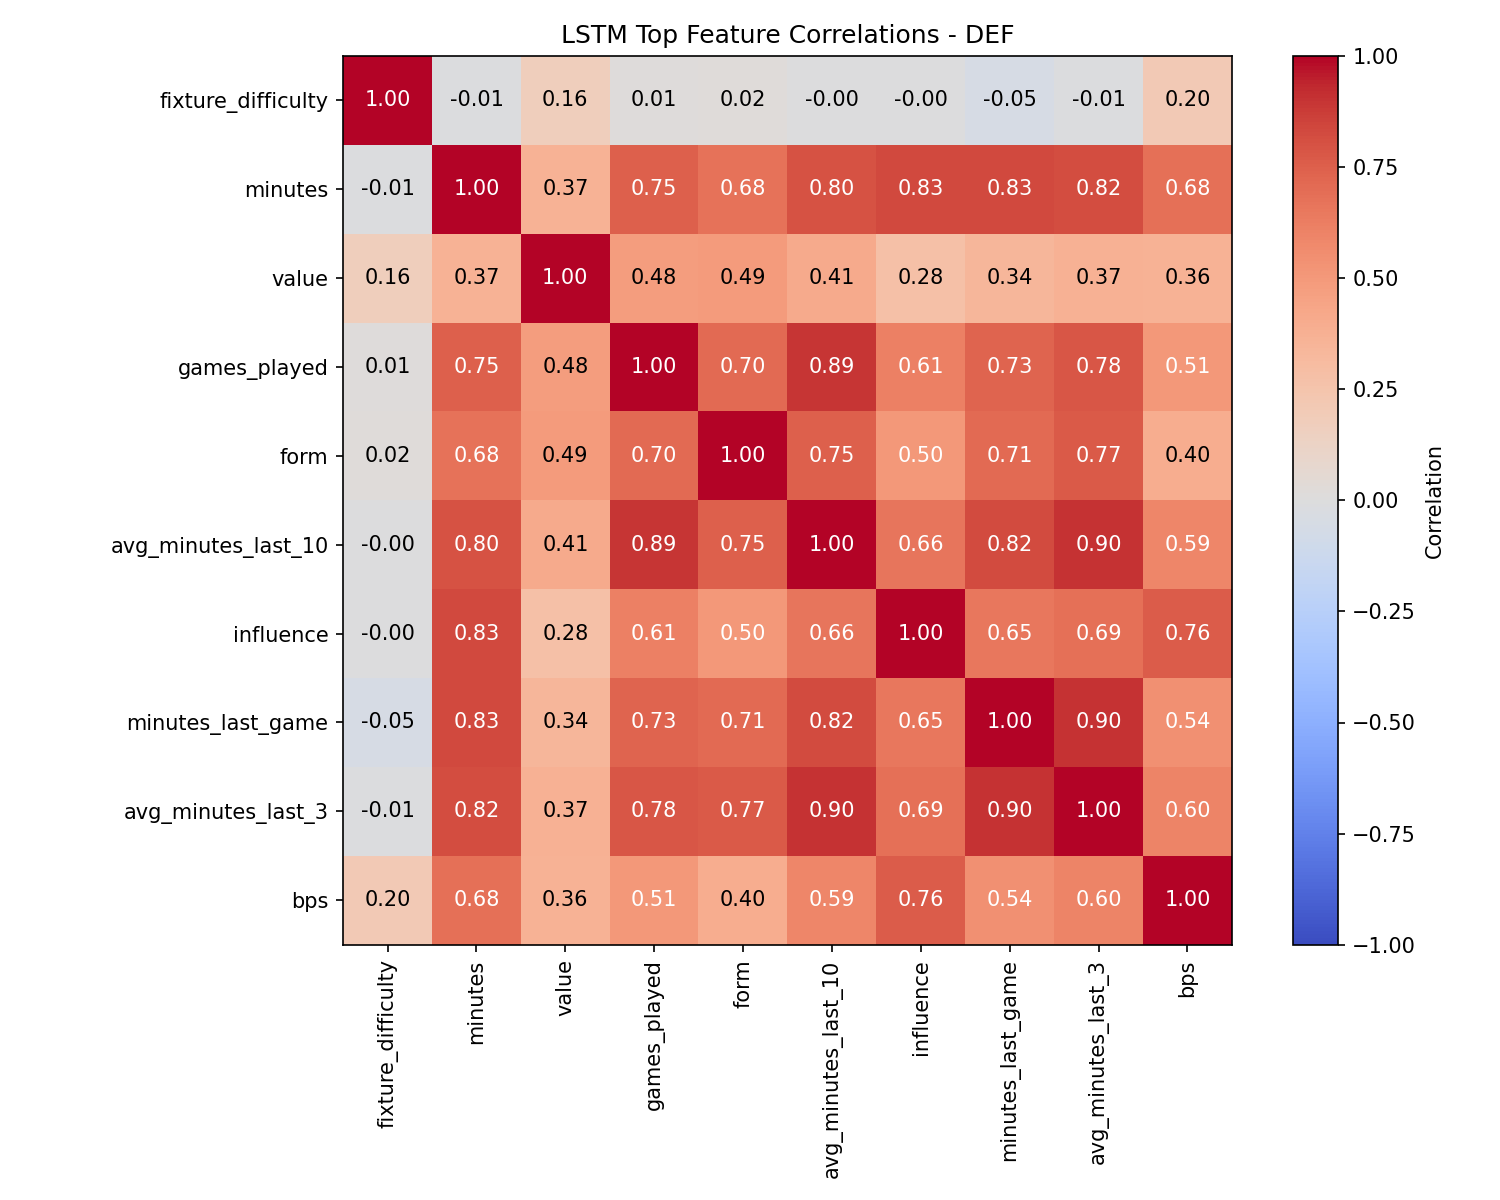 LSTM Top Feature Correlations - DEF
fixture_difficulty 1.00 -0.01 0.16 0.01 0.02 -0.00 -0.00 -0.05 -0.01 0.20
minutes -0.01 1.00 0.37 0.75 0.68 0.80 0.83 0.83 0.82 0.68
value 0.16 0.37 1.00 0.48 0.49 0.41 0.28 0.34 0.37 0.36
games_played 0.01 0.75 0.48 1.00 0.70 0.89 0.61 0.73 0.78 0.51
form 0.02 0.68 0.49 0.70 1.00 0.75 0.50 0.71 0.77 0.40
avg_minutes_last_10 -0.00 0.80 0.41 0.89 0.75 1.00 0.66 0.82 0.90 0.59
influence -0.00 0.83 0.28 0.61 0.50 0.66 1.00 0.65 0.69 0.76
minutes_last_game -0.05 0.83 0.34 0.73 0.71 0.82 0.65 1.00 0.90 0.54
avg_minutes_last_3 -0.01 0.82 0.37 0.78 0.77 0.90 0.69 0.90 1.00 0.60
bps 0.20 0.68 0.36 0.51 0.40 0.59 0.76 0.54 0.60 1.00
fixture_difficulty
minutes
value
games_played
form
avg_minutes_last_10
influence
minutes_last_game
avg_minutes_last_3
bps
1.00
0.75
0.50
0.25
0.00
−0.25
−0.50
−0.75
−1.00
Correlation